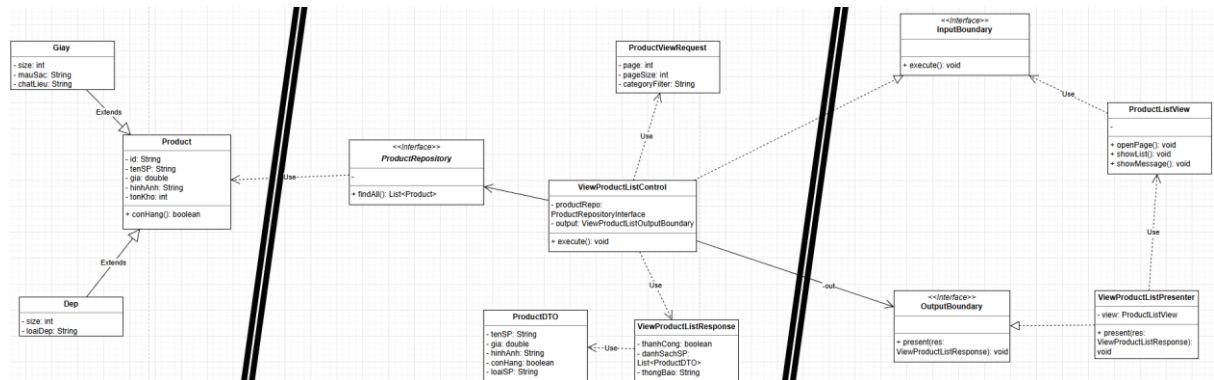 Giay
- size: int
- mauSac: String
- chatLieu: String
Extends
Product
- id: String
- tenSP: String
- gia: double
- hinhAnh: String
- tonKho: int
+ conHang(): boolean
Extends
Dep
- size: int
- loaiDep: String
Use
<<Interface>>
ProductRepository
-
+ findAll(): List<Product>
ProductViewRequest
- page: int
- pageSize: int
- categoryFilter: String
Use
ViewProductListControl
- productRepo:
ProductRepositoryInterface
- output: ViewProductListOutputBoundary
+ execute(): void
Use
ProductDTO
- tenSP: String
- gia: double
- hinhAnh: String
- conHang: boolean
- loaiSP: String
Use
ViewProductListResponse
- thanhCong: boolean
- danhSachSP:
List<ProductDTO>
- thongBao: String
<<Interface>>
InputBoundary
+ execute(): void
Use
ProductListView
-
+ openPage(): void
+ showList(): void
+ showMessage(): void
Use
-out
<<Interface>>
OutputBoundary
+ present(res:
ViewProductListResponse): void
ViewProductListPresenter
- view: ProductListView
+ present(res:
ViewProductListResponse):
void